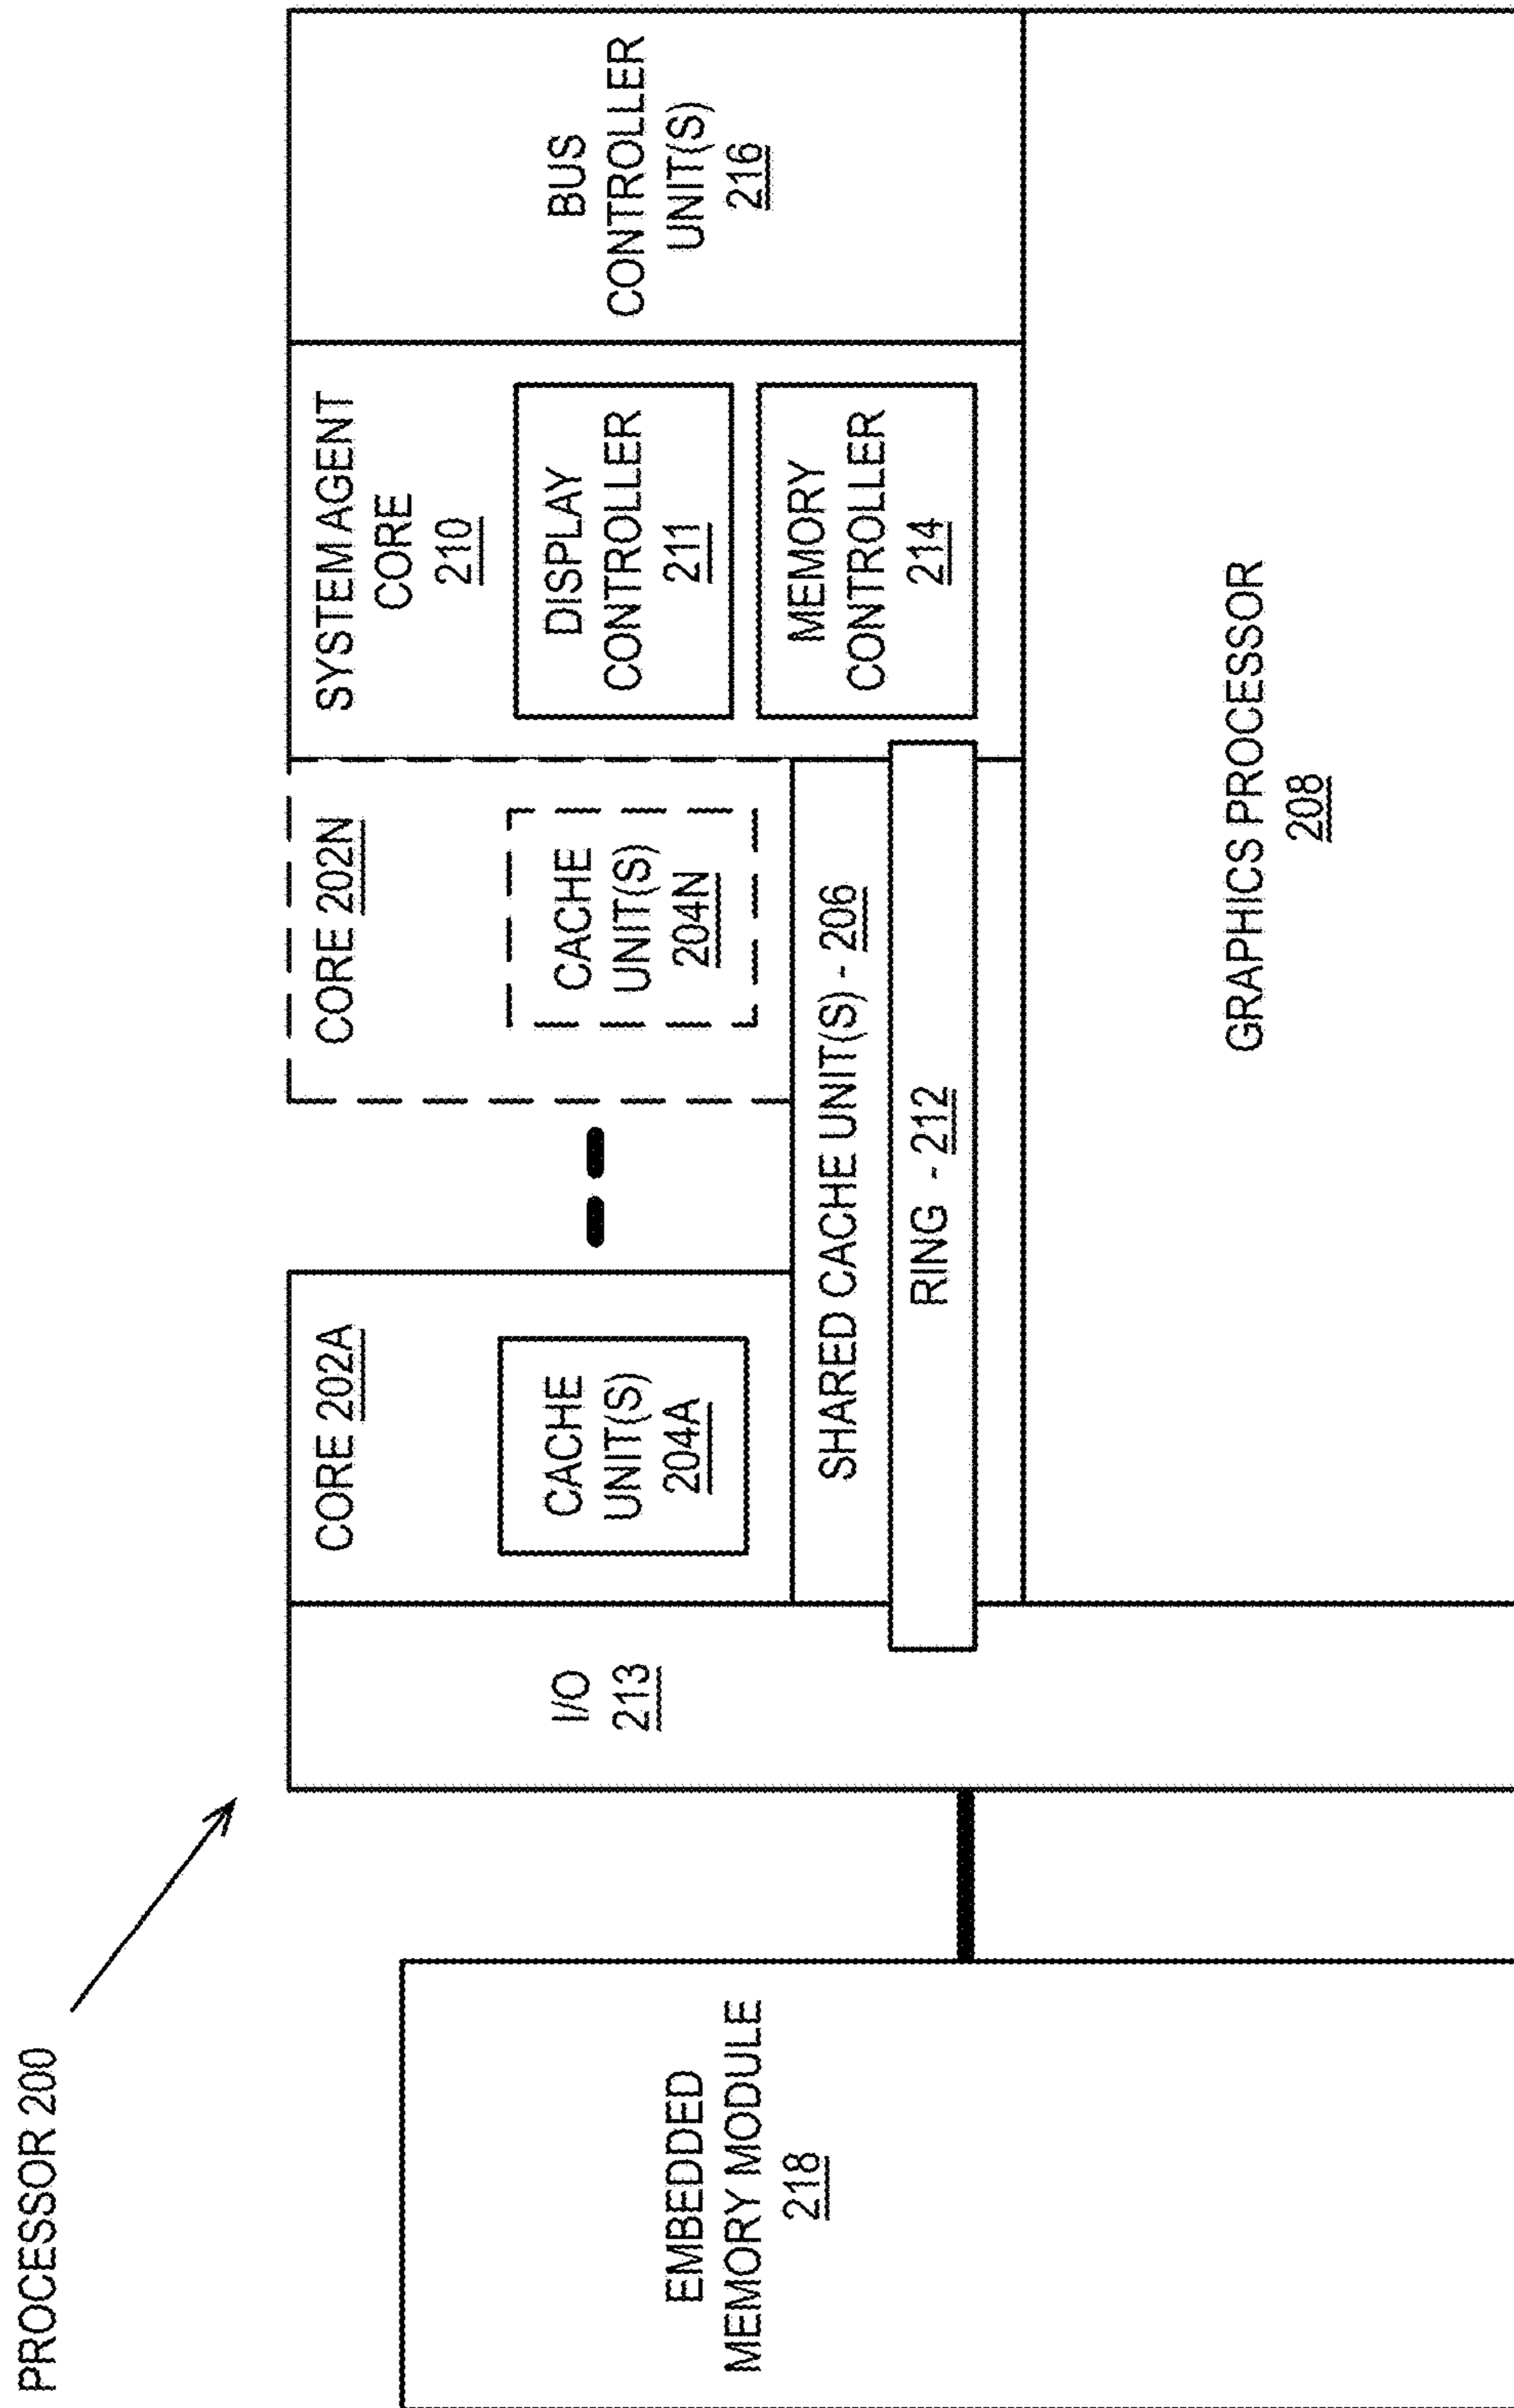 PROCESSOR 200
EMBEDDED
MEMORY MODULE
218
I/O
213
CORE 202A
CACHE
UNIT(S)
204A
CORE 202N
CACHE
UNIT(S)
204N
SHARED CACHE UNIT(S) - 206
RING - 212
SYSTEM AGENT
CORE
210
DISPLAY
CONTROLLER
211
MEMORY
CONTROLLER
214
BUS
CONTROLLER
UNIT(S)
216
GRAPHICS PROCESSOR
208